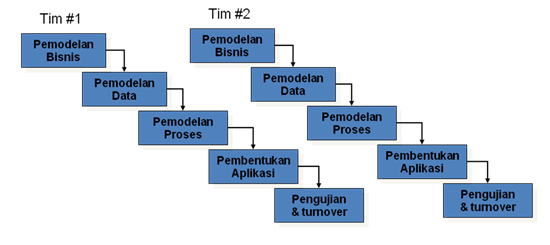 Tim #1
Pemodelan
Bisnis
Pemodelan
Data
Pemodelan
Proses
Pembentukan
Aplikasi
Pengujian
& turnover
Tim #2
Pemodelan
Bisnis
Pemodelan
Data
Pemodelan
Proses
Pembentukan
Aplikasi
Pengujian
& turnover